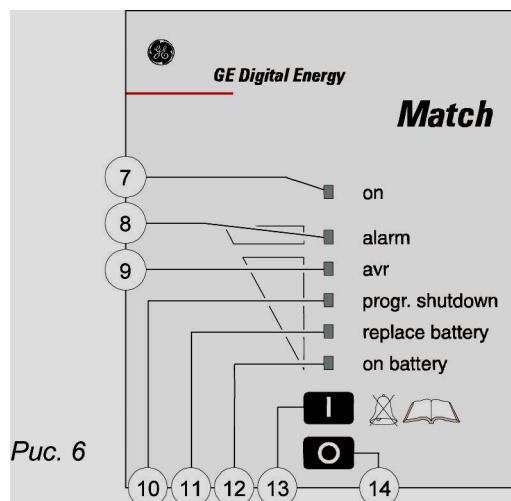 GE Digital Energy
Match
7
on
8
alarm
9
avr
progr. shutdown
replace battery
on battery
I
O
Рис. 6
10 11 12 13 14